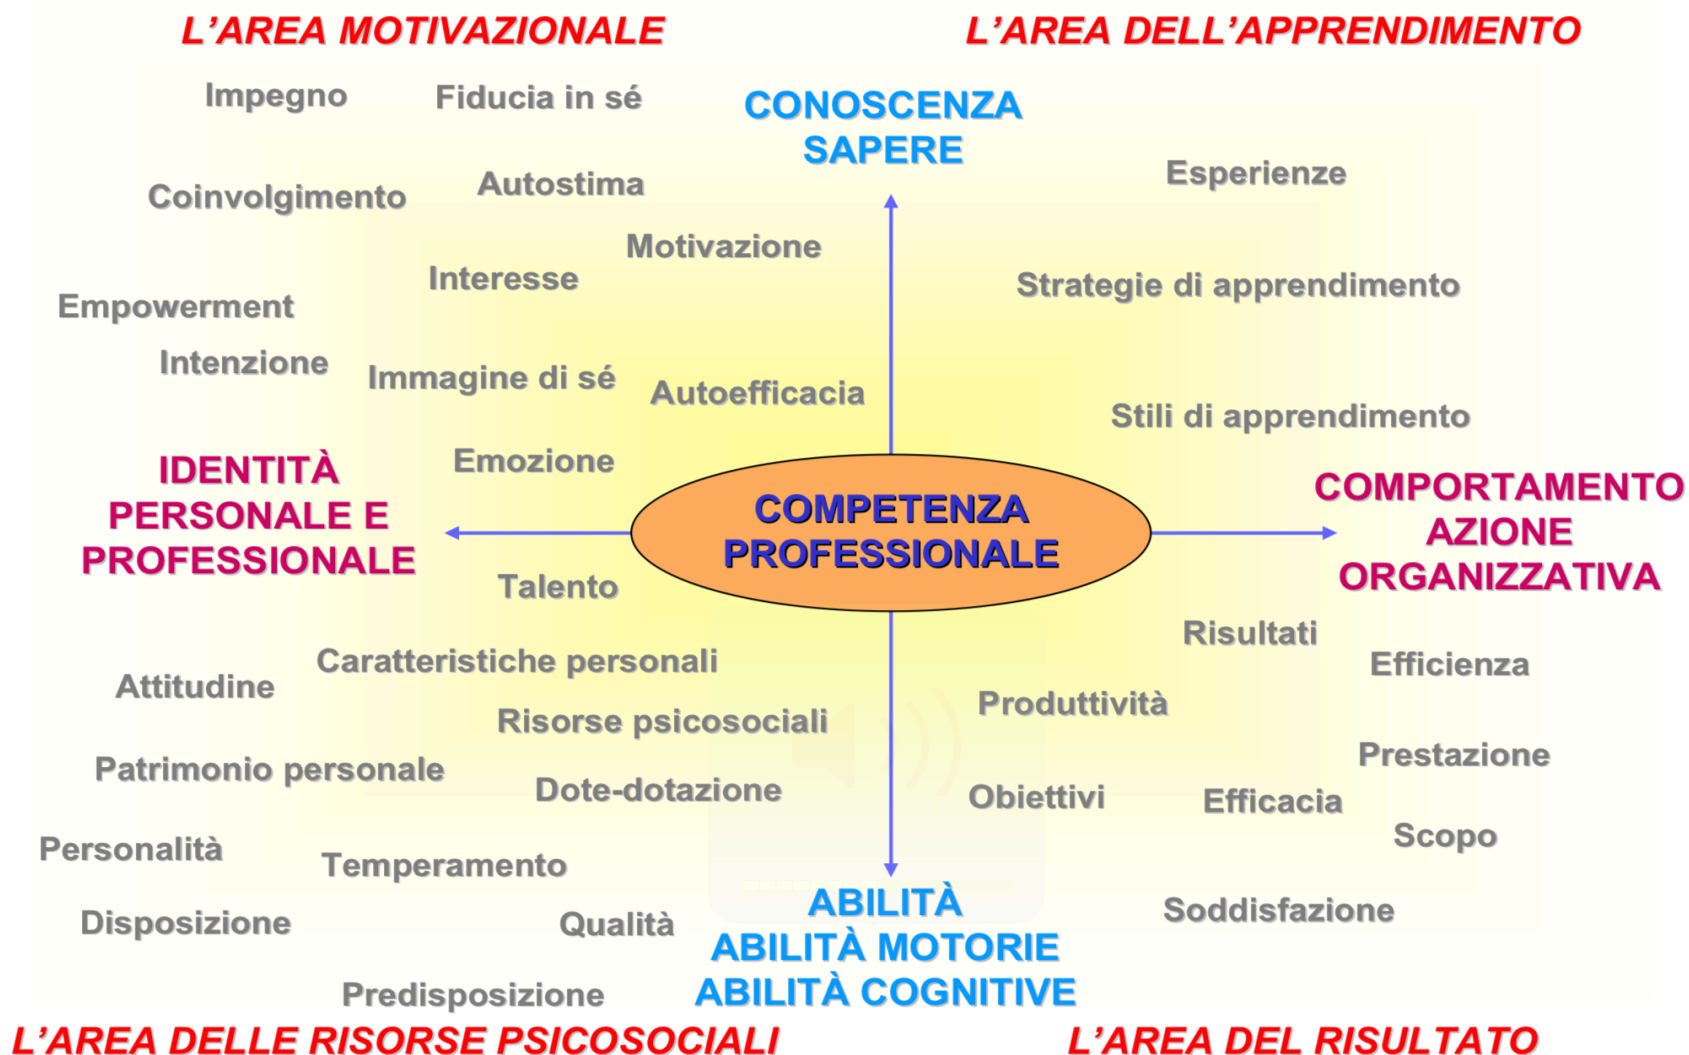 L'AREA MOTIVAZIONALE
L'AREA DELL'APPRENDIMENTO
Impegno
Fiducia in sé
CONOSCENZA
SAPERE
Esperienze
Coinvolgimento
Autostima
Motivazione
Interesse
Strategie di apprendimento
Empowerment
Intenzione
Immagine di sé
Autoefficacia
Stili di apprendimento
Emozione
IDENTITÀ
PERSONALE E
PROFESSIONALE
COMPETENZA
PROFESSIONALE
COMPORTAMENTO
AZIONE
ORGANIZZATIVA
Talento
Risultati
Caratteristiche personali
Efficienza
Attitudine
Risorse psicosociali
Produttività
Patrimonio personale
Prestazione
Dote-dotazione
Obiettivi
Efficacia
Scopo
Personalità
Temperamento
Disposizione
Qualità
ABILITÀ
ABILITÀ MOTORIE
ABILITÀ COGNITIVE
Soddisfazione
Predisposizione
L'AREA DELLE RISORSE PSICOSOCIALI
L'AREA DEL RISULTATO